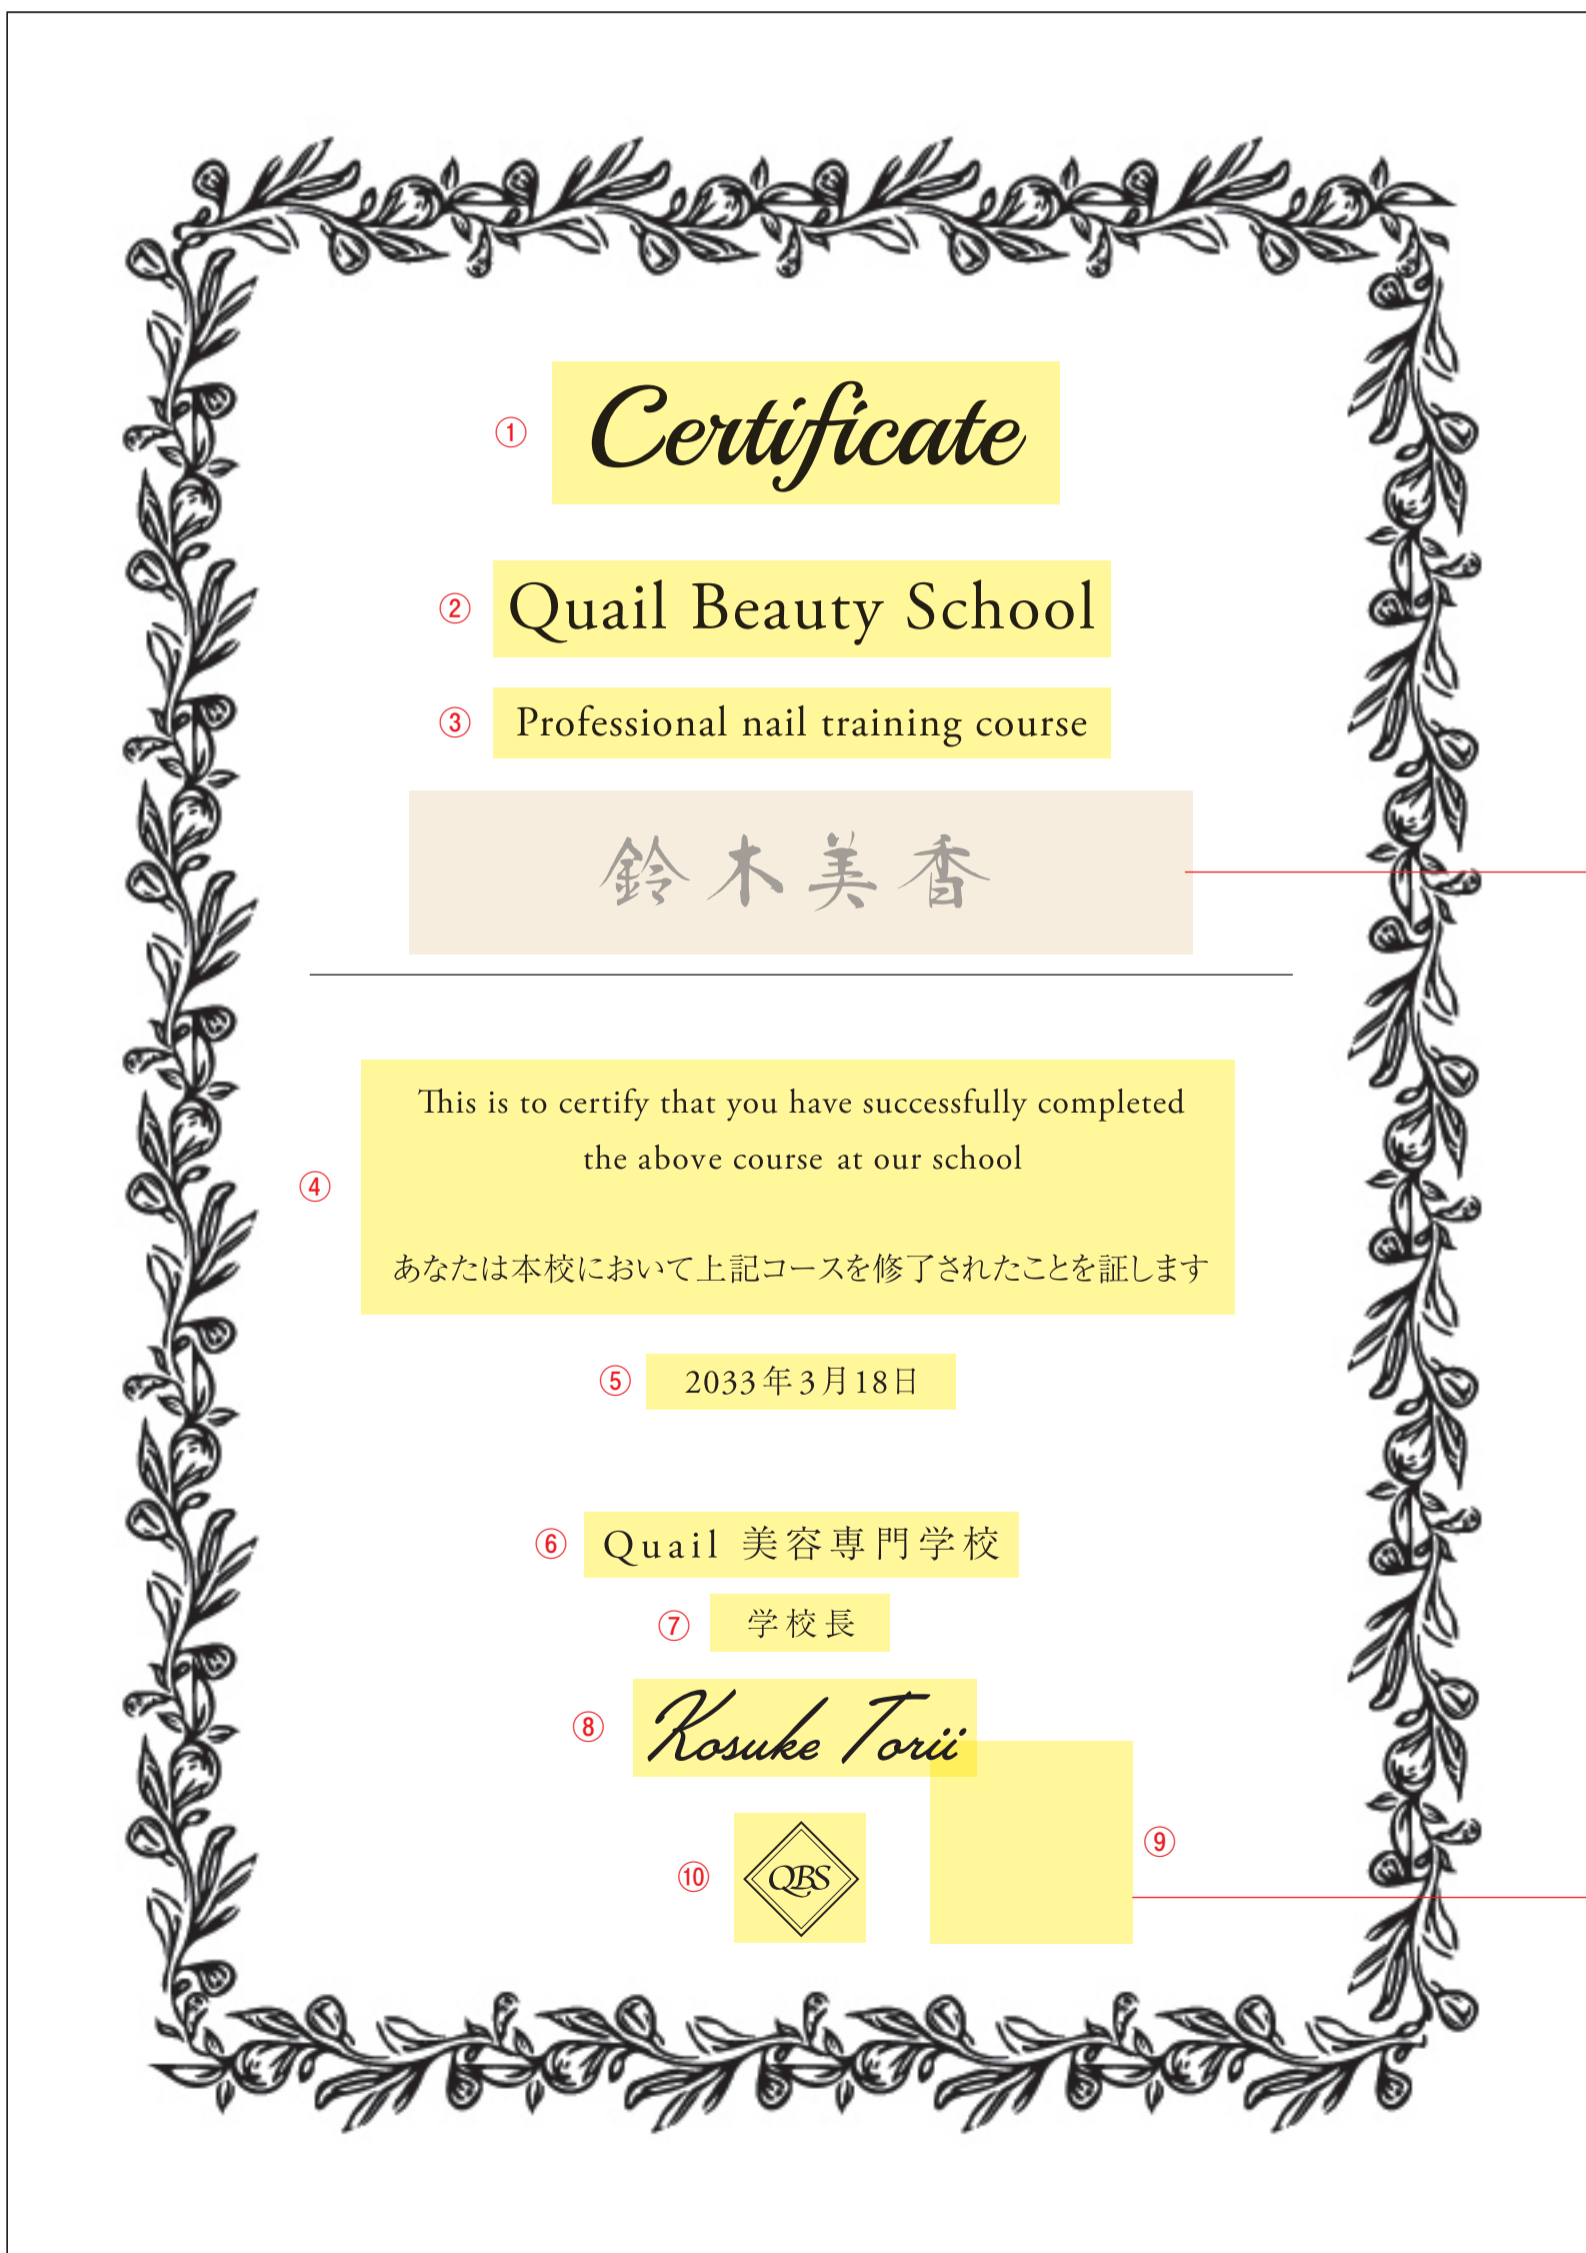 ① Certificate
② Quail Beauty School
③ Professional nail training course
鈴木美香
④ This is to certify that you have successfully completed
the above course at our school
あなたは本校において上記コースを修了されたことを証します
⑤ 2033年3月18日
⑥ Quail 美容専門学校
⑦ 学校長
⑧ Kosuke Torii
⑨
⑩ QBS